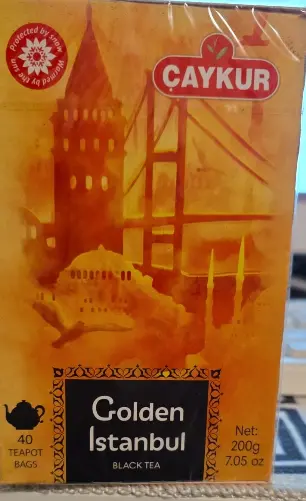 Protected by snow
Warmed by the sun
ÇAYKUR
Golden
Istanbul
BLACK TEA
40
TEAPOT
BAGS
Net:
200g
7.05 oz